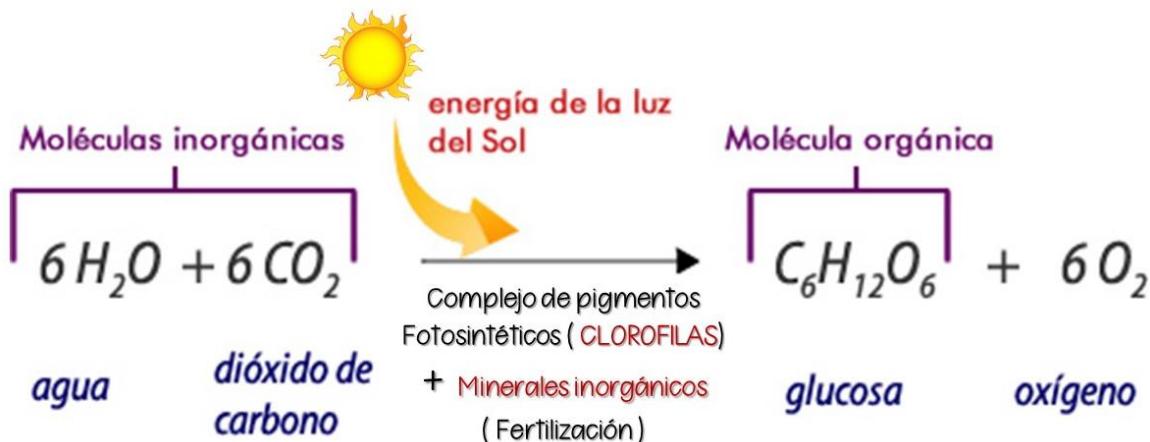 energía de la luz
del Sol
Moléculas inorgánicas
Molécula orgánica
6 H₂O + 6 CO₂
C₆H₁₂O₆ + 6 O₂
Complejo de pigmentos
Fotosintéticos ( CLOROFILAS)
+ Minerales inorgánicos
( Fertilización )
agua
dióxido de
carbono
glucosa
oxígeno